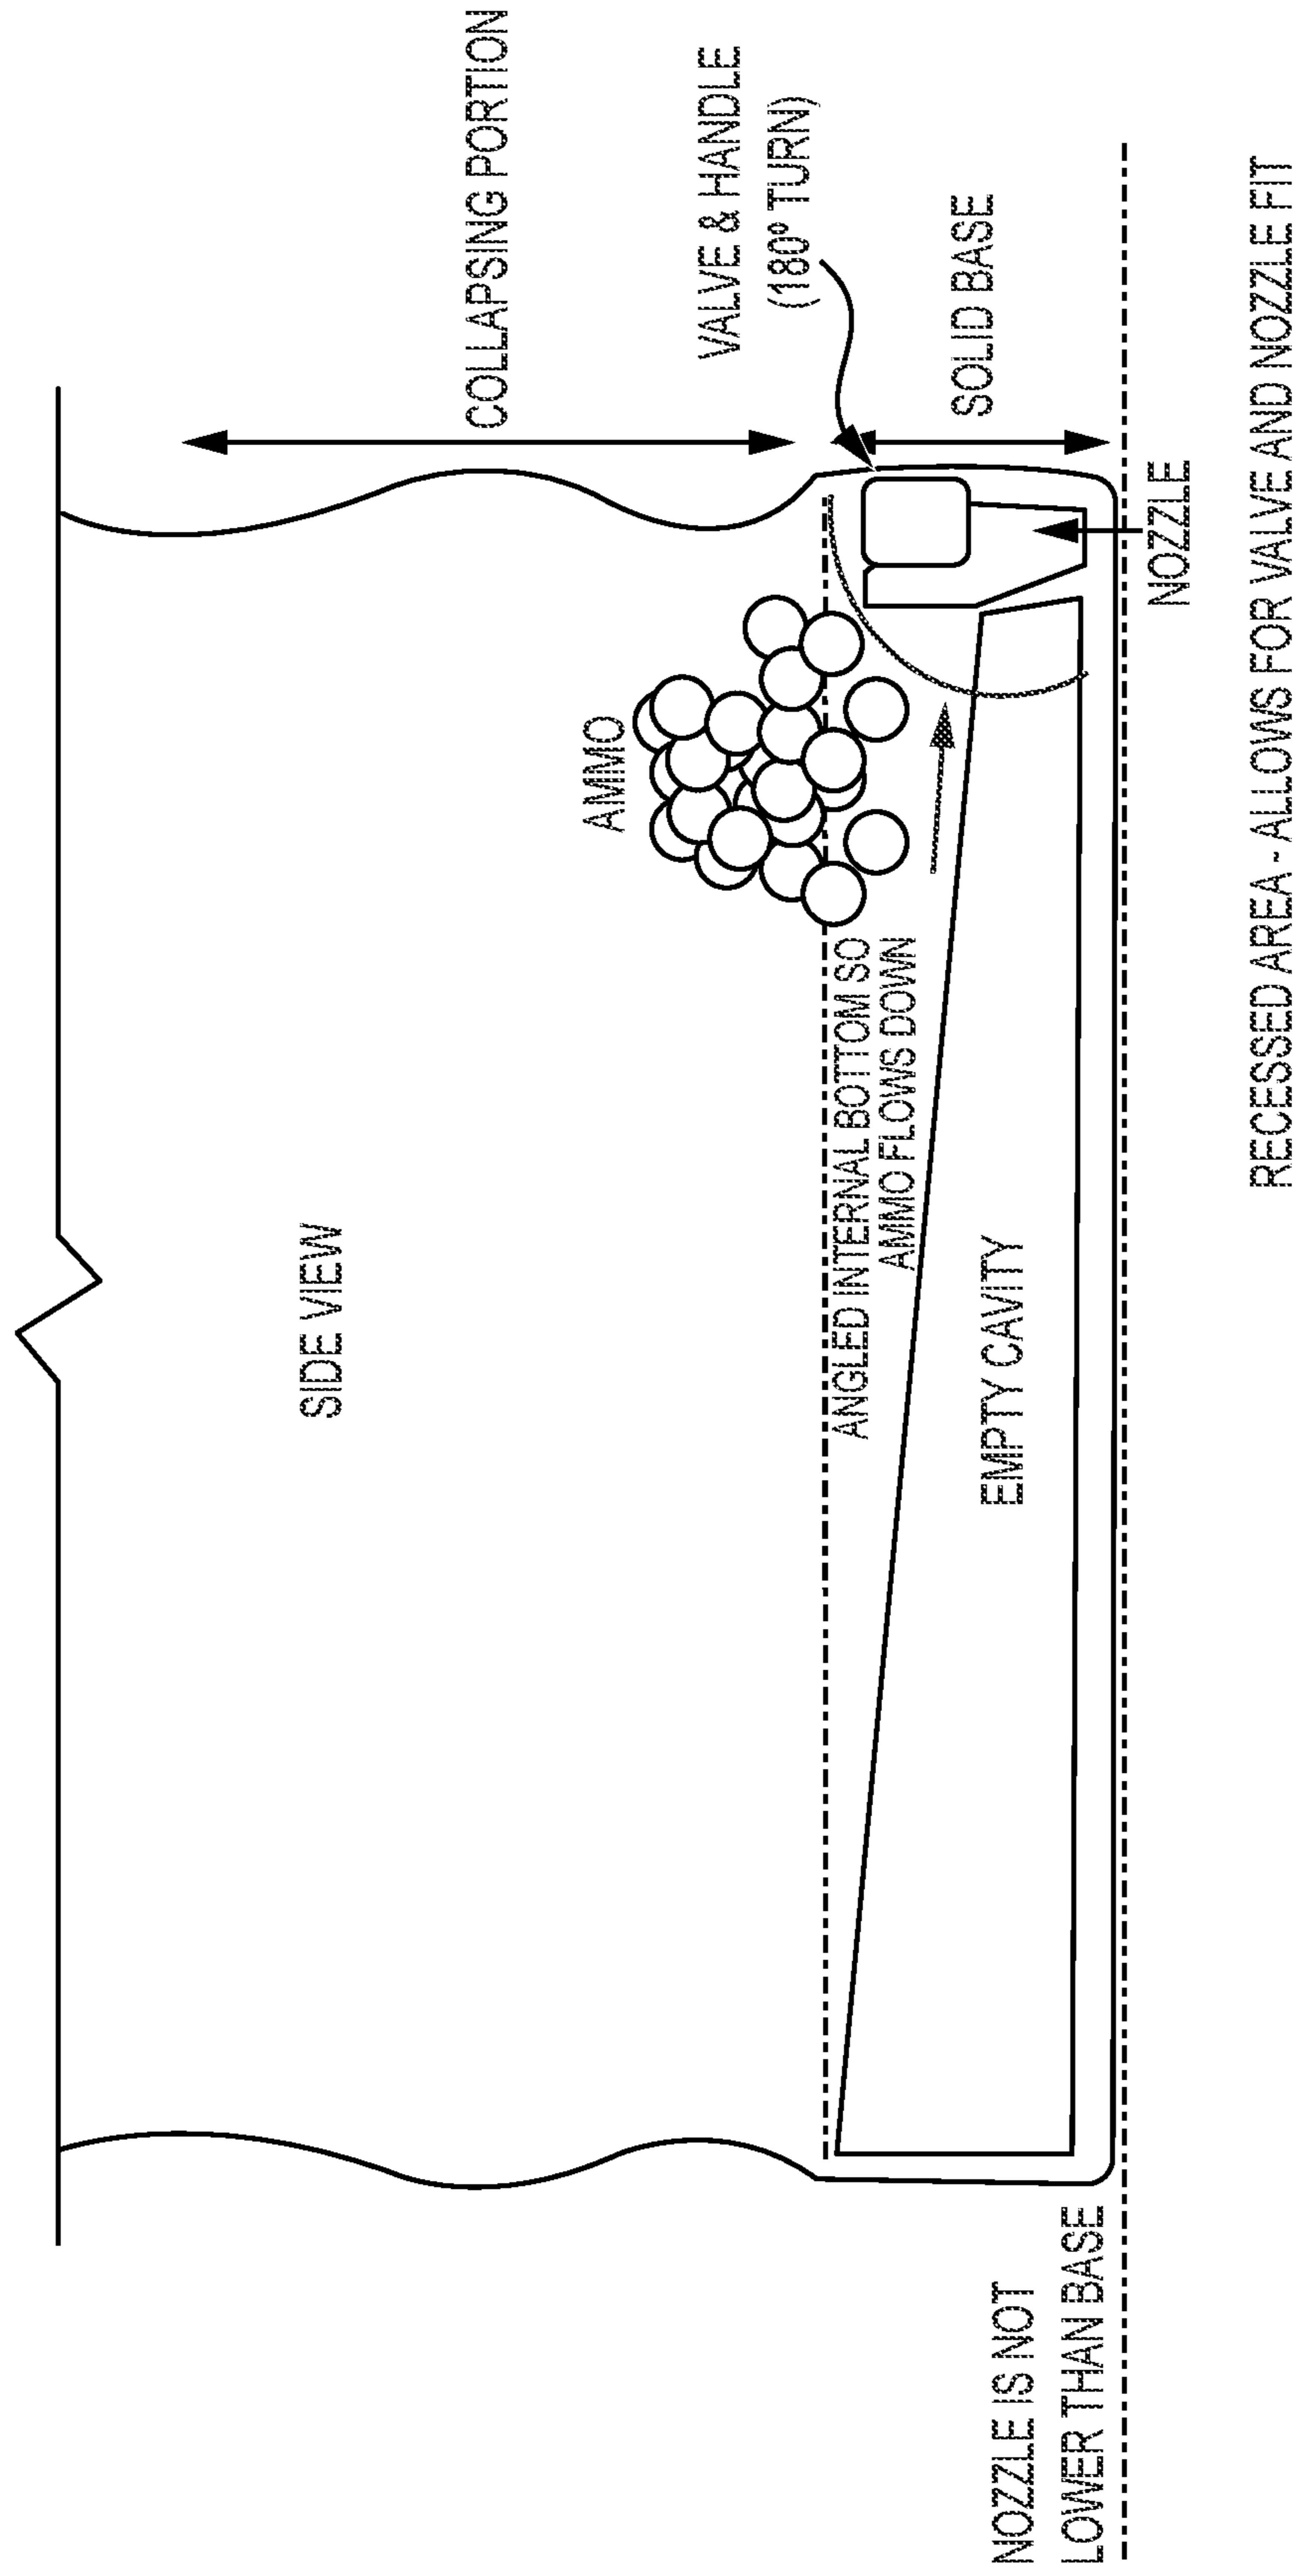 SIDE VIEW
COLLAPSING PORTION
AMMO
VALVE & HANDLE
(180º TURN)
ANGLED INTERNAL BOTTOM SO
AMMO FLOWS DOWN
SOLID BASE
EMPTY CAVITY
NOZZLE IS NOT
LOWER THAN BASE
NOZZLE
RECESSED AREA - ALLOWS FOR VALVE AND NOZZLE FIT